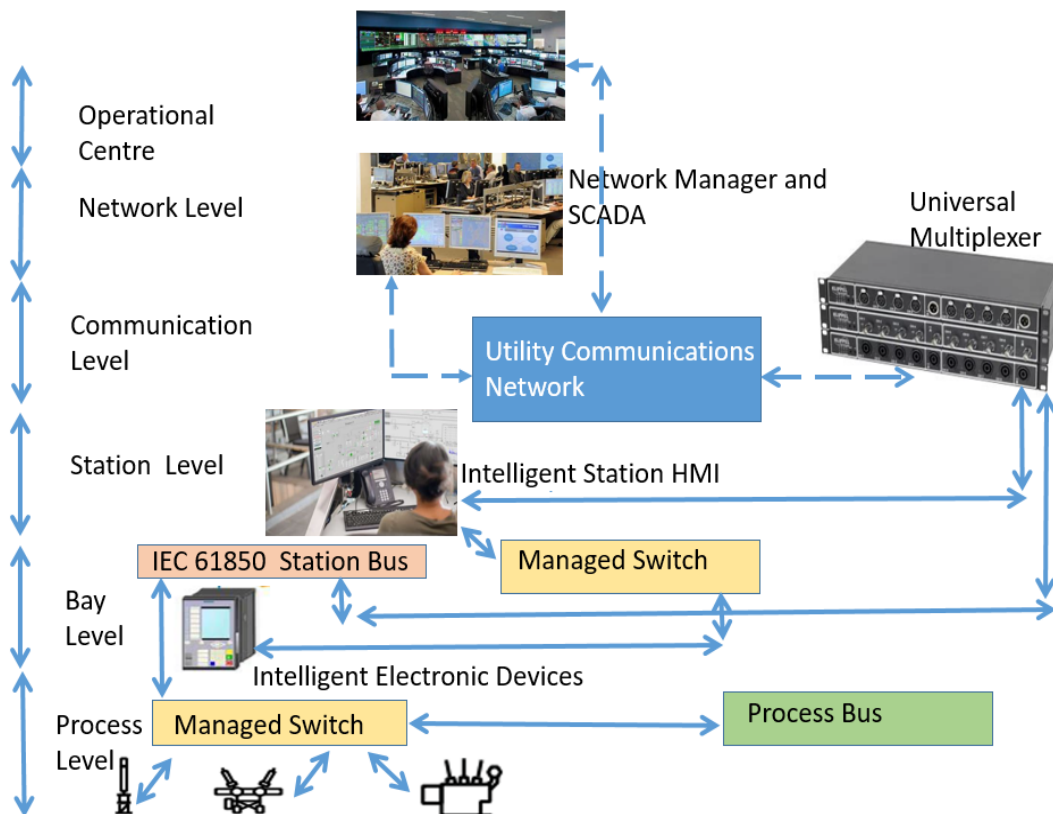 Operational
Centre
Network Level
Network Manager and
SCADA
Universal
Multiplexer
Communication
Level
Utility Communications
Network
Station  Level
Intelligent Station HMI
IEC 61850  Station Bus
Managed Switch
Bay
Level
Intelligent Electronic Devices
Process
Level
Managed Switch
Process Bus